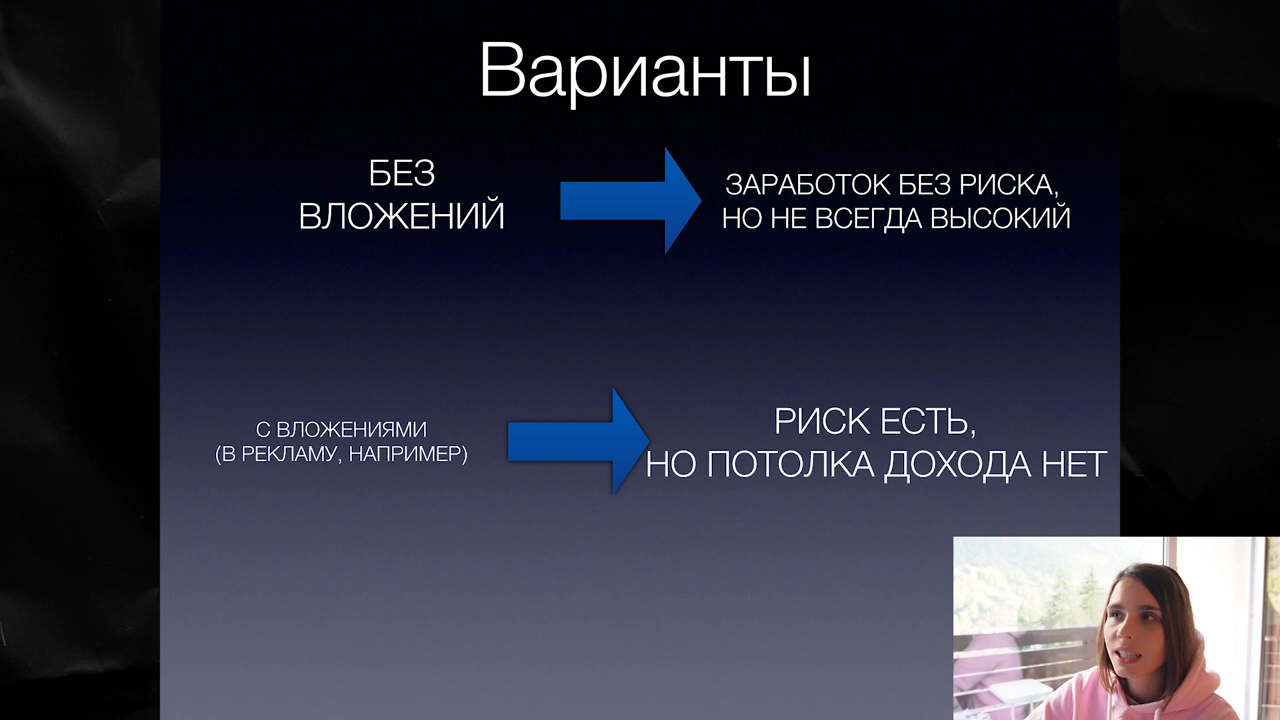 Варианты
БЕЗ
ВЛОЖЕНИЙ
ЗАРАБОТОК БЕЗ РИСКА,
НО НЕ ВСЕГДА ВЫСОКИЙ
С ВЛОЖЕНИЯМИ
(В РЕКЛАМУ, НАПРИМЕР)
РИСК ЕСТЬ,
НО ПОТОЛКА ДОХОДА НЕТ